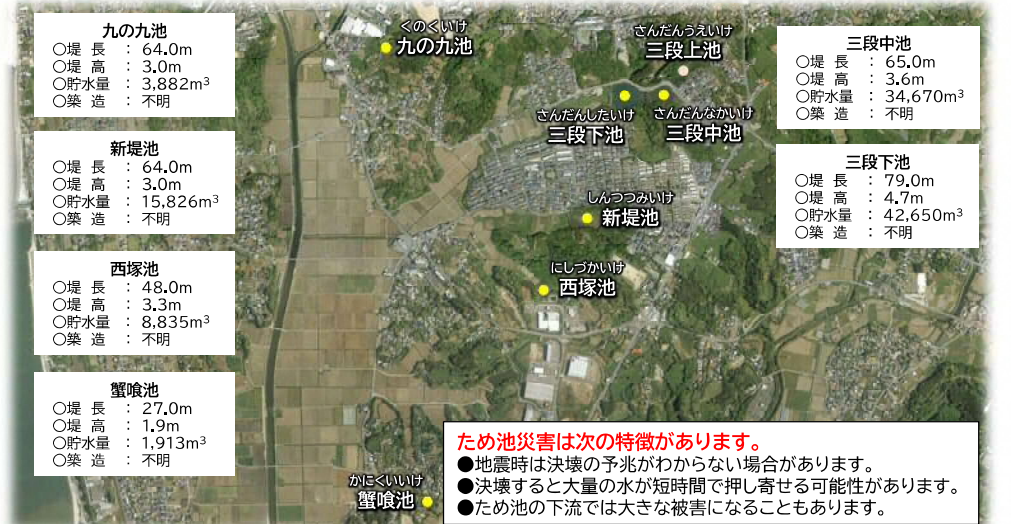 九の九池
○堤 長 : 64.0m
○堤 高 : 3.0m
○貯水量 : 3,882m³
○築 造 : 不明
新堤池
○堤 長 : 64.0m
○堤 高 : 3.0m
○貯水量 : 15,826m³
○築 造 : 不明
西塚池
○堤 長 : 48.0m
○堤 高 : 3.3m
○貯水量 : 8,835m³
○築 造 : 不明
蟹喰池
○堤 長 : 27.0m
○堤 高 : 1.9m
○貯水量 : 1,913m³
○築 造 : 不明
くのくいけ
九の九池
さんだんうえいけ
三段上池
さんだんしたいけ
三段下池
さんだんなかいけ
三段中池
しんつつみいけ
新堤池
にしづかいけ
西塚池
かにくいいけ
蟹喰池
三段中池
○堤 長 : 65.0m
○堤 高 : 3.6m
○貯水量 : 34,670m³
○築 造 : 不明
三段下池
○堤 長 : 79.0m
○堤 高 : 4.7m
○貯水量 : 42,650m³
○築 造 : 不明
ため池災害は次の特徴があります。
●地震時は決壊の予兆がわからない場合があります。
●決壊すると大量の水が短時間で押し寄せる可能性があります。
●ため池の下流では大きな被害になることもあります。